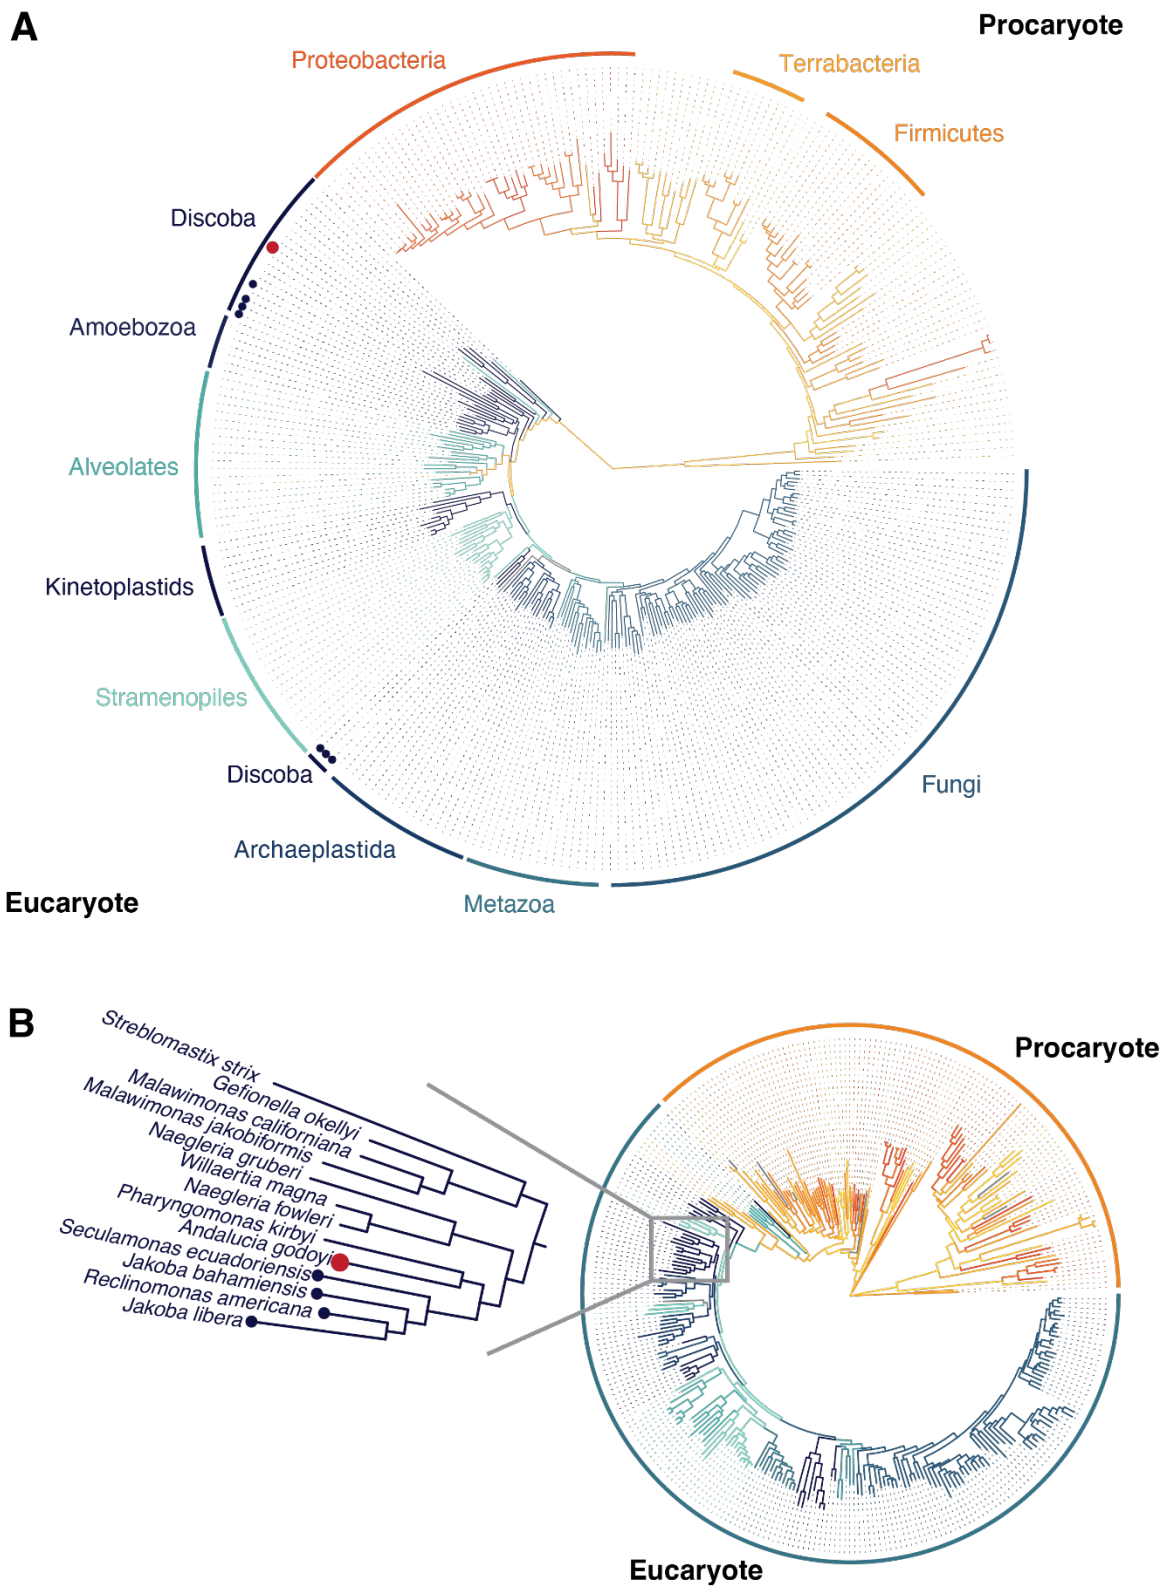 A
Procaryote
Proteobacteria
Terrabacteria
Firmicutes
Discoba
Amoebozoa
Alveolates
Kinetoplastids
Stramenopiles
Discoba
Fungi
Archaeplastida
Eucaryote
Metazoa
B
Procaryote
Streblomastix strix
Gefionella okellyi
Malawimonas californiana
Malawimonas jakobiformis
Naegleria gruberi
Willaertia magna
Naegleria fowleri
Pharyngomonas kirbyi
Andalucia godoyi
Seculamonas ecuadoriensis
Jakoba bahamiensis
Reclinomonas americana
Jakoba libera
Eucaryote